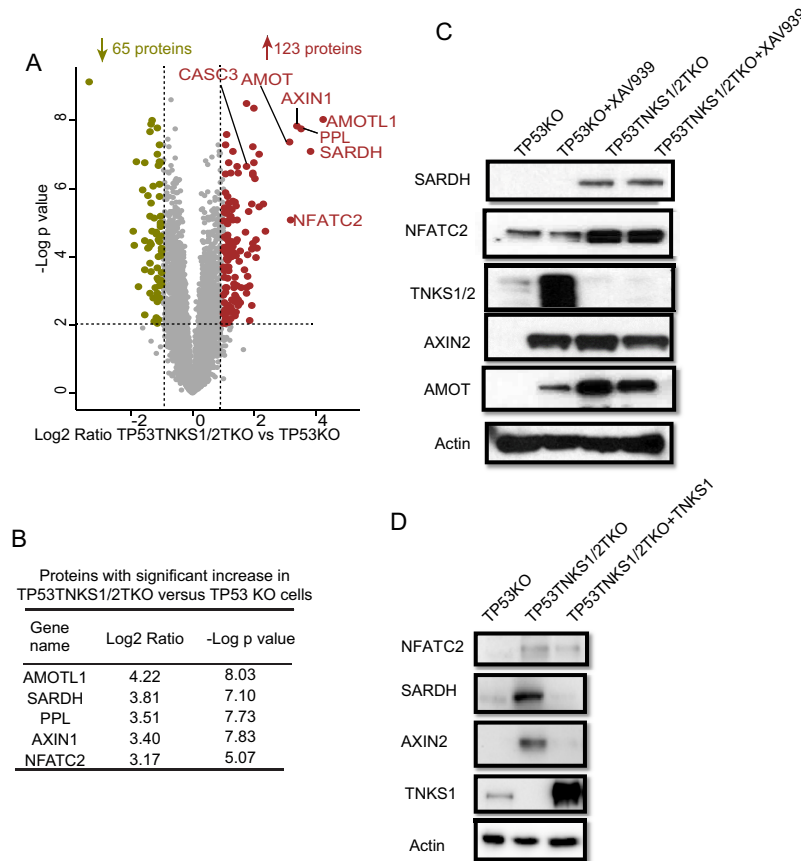 A
↓ 65 proteins
↑ 123 proteins
CASC3
AMOT
AXIN1
AMOTL1
PPL
SARDH
NFATC2
-Log p value
8
6
4
2
0
-2
0
2
4
Log2 Ratio TP53TNKS1/2TKO vs TP53KO
B
Proteins with significant increase in
TP53TNKS1/2TKO versus TP53 KO cells
Gene name Log2 Ratio -Log p value
AMOTL1 4.22 8.03
SARDH 3.81 7.10
PPL 3.51 7.73
AXIN1 3.40 7.83
NFATC2 3.17 5.07
C
TP53KO
TP53KO+XAV939
TP53TNKS1/2TKO
TP53TNKS1/2TKO+XAV939
SARDH
NFATC2
TNKS1/2
AXIN2
AMOT
Actin
D
TP53KO
TP53TNKS1/2TKO
TP53TNKS1/2TKO+TNKS1
NFATC2
SARDH
AXIN2
TNKS1
Actin